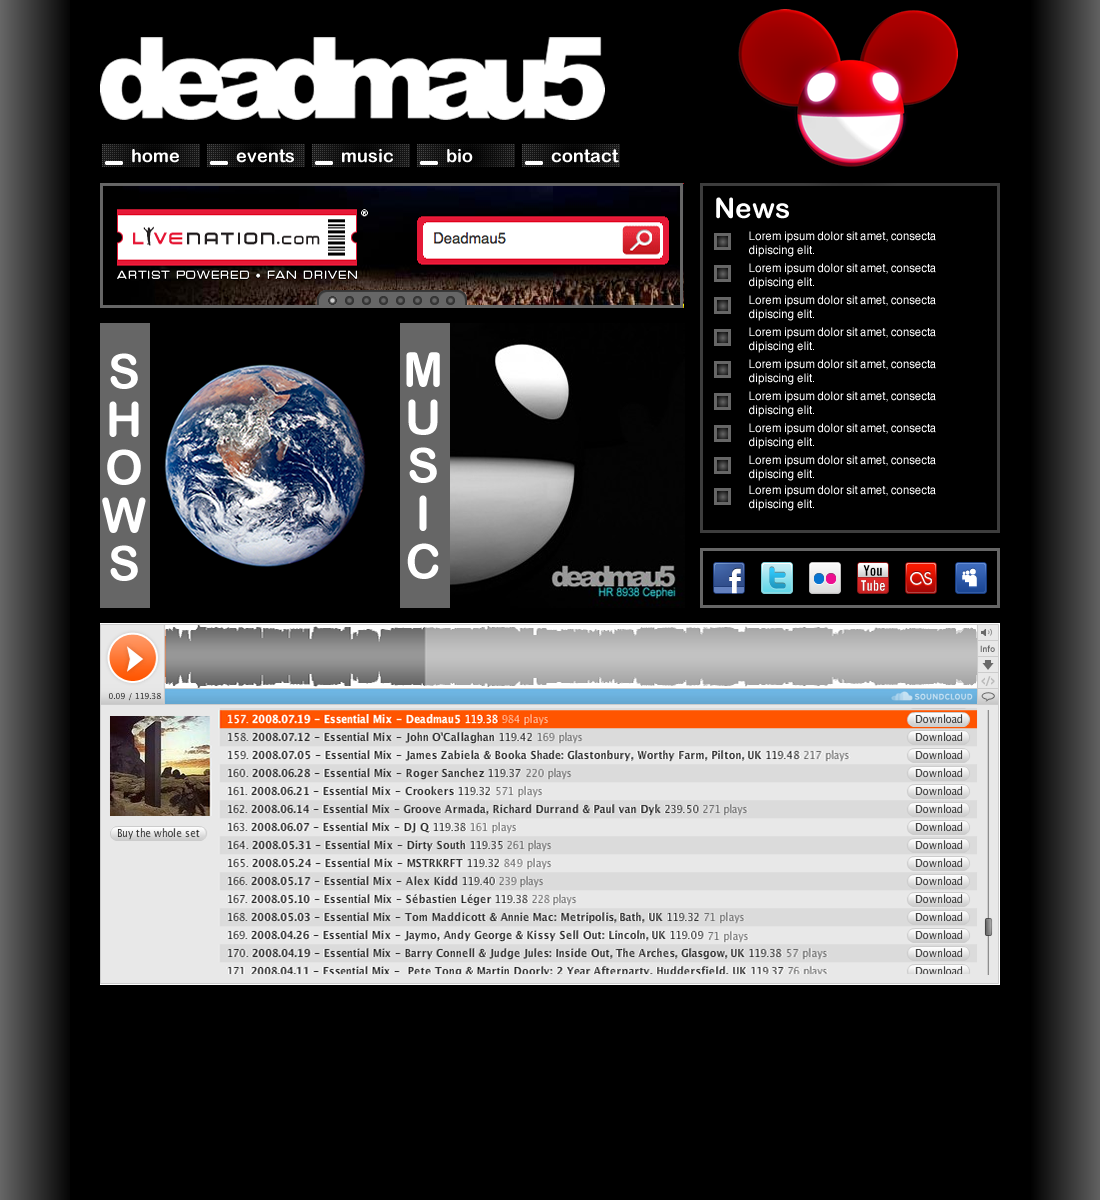 deadmau5
home
events
music
bio
contact
LIVENATION.com ®
ARTIST POWERED • FAN DRIVEN
Deadmau5
News
Lorem ipsum dolor sit amet, consecta
dipiscing elit.
Lorem ipsum dolor sit amet, consecta
dipiscing elit.
Lorem ipsum dolor sit amet, consecta
dipiscing elit.
Lorem ipsum dolor sit amet, consecta
dipiscing elit.
Lorem ipsum dolor sit amet, consecta
dipiscing elit.
Lorem ipsum dolor sit amet, consecta
dipiscing elit.
Lorem ipsum dolor sit amet, consecta
dipiscing elit.
Lorem ipsum dolor sit amet, consecta
dipiscing elit.
Lorem ipsum dolor sit amet, consecta
dipiscing elit.
SHOWS
MUSIC
deadmau5
HR 8938 Cephei
f
t
You
Tube
Info
0.09 / 119.38
SOUNDCLOUD
Buy the whole set
157. 2008.07.19 - Essential Mix - Deadmau5 119.38 984 plays Download
158. 2008.07.12 - Essential Mix - John O'Callaghan 119.42 169 plays Download
159. 2008.07.05 - Essential Mix - James Zabiela & Booka Shade: Glastonbury, Worthy Farm, Pilton, UK 119.48 217 plays Download
160. 2008.06.28 - Essential Mix - Roger Sanchez 119.37 220 plays Download
161. 2008.06.21 - Essential Mix - Crookers 119.32 571 plays Download
162. 2008.06.14 - Essential Mix - Groove Armada, Richard Durrand & Paul van Dyk 239.50 271 plays Download
163. 2008.06.07 - Essential Mix - DJ Q 119.38 161 plays Download
164. 2008.05.31 - Essential Mix - Dirty South 119.35 261 plays Download
165. 2008.05.24 - Essential Mix - MSTRKRFT 119.32 849 plays Download
166. 2008.05.17 - Essential Mix - Alex Kidd 119.40 239 plays Download
167. 2008.05.10 - Essential Mix - Sébastien Léger 119.38 228 plays Download
168. 2008.05.03 - Essential Mix - Tom Maddicott & Annie Mac: Metripolis, Bath, UK 119.32 71 plays Download
169. 2008.04.26 - Essential Mix - Jaymo, Andy George & Kissy Sell Out: Lincoln, UK 119.09 71 plays Download
170. 2008.04.19 - Essential Mix - Barry Connell & Judge Jules: Inside Out, The Arches, Glasgow, UK 119.38 57 plays Download
171. 2008.04.11 - Essential Mix - Pete Tong & Martin Doorly: 2 Year Afterparty, Huddersfield, UK 119.37 76 plays Download